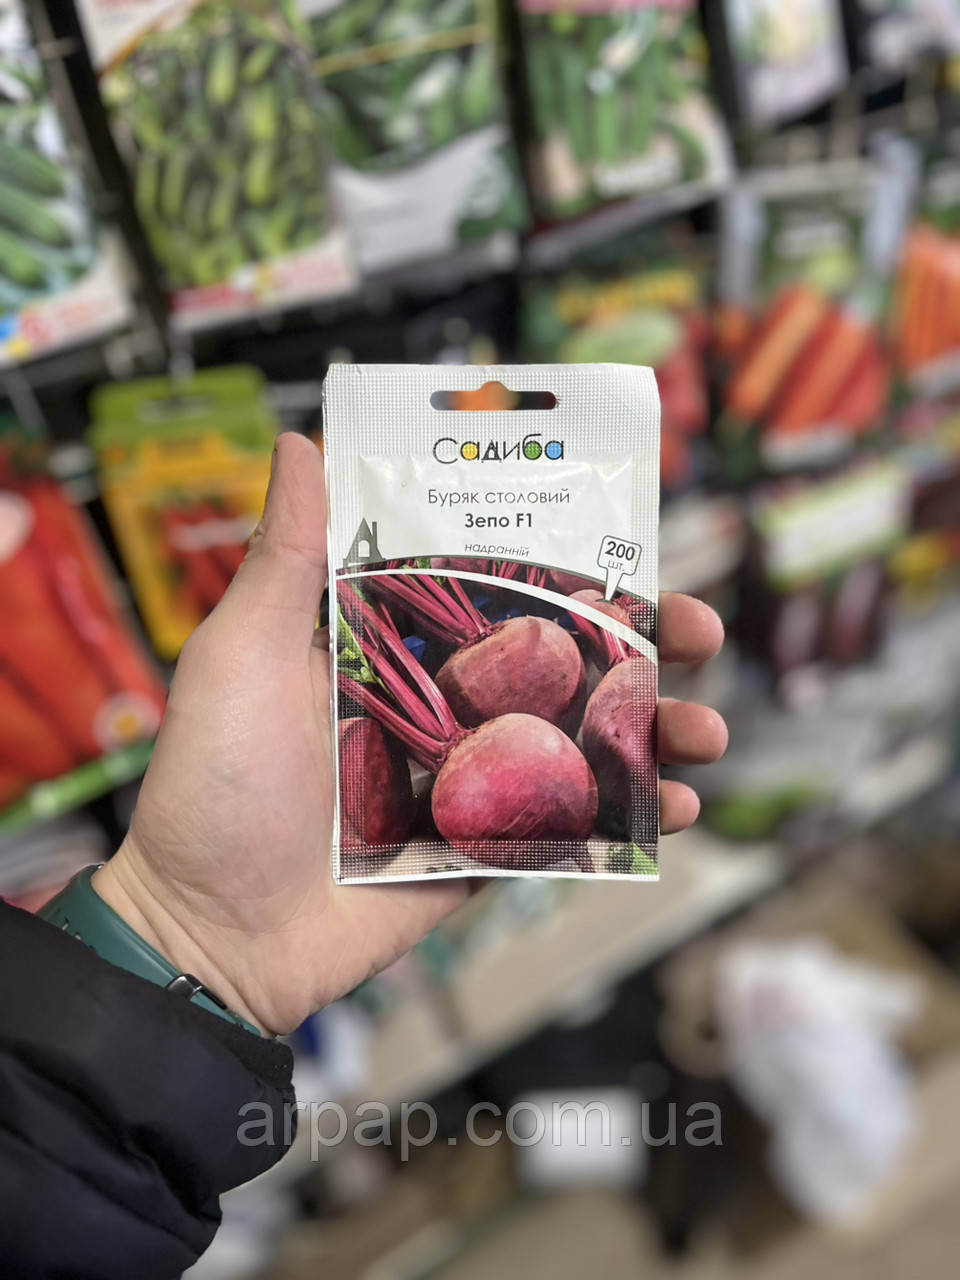 Садиба
Буряк столовий
Зепо F1
надранній
200
шт.
arpap.com.ua